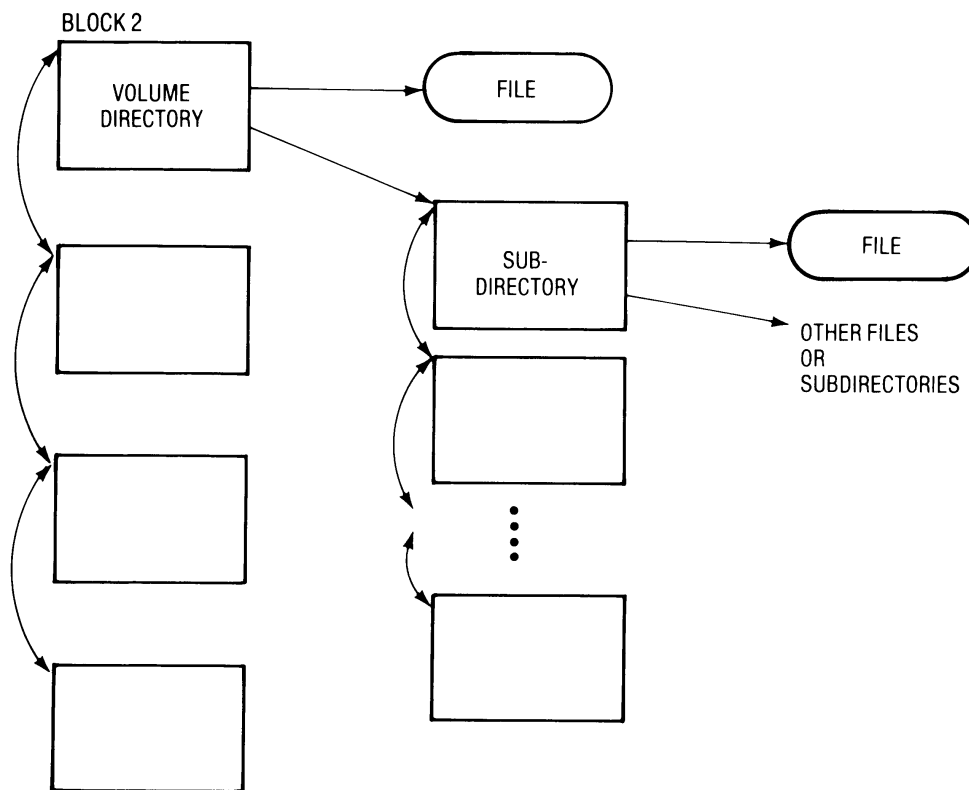 BLOCK 2
VOLUME
DIRECTORY
FILE
SUB-
DIRECTORY
FILE
OTHER FILES
OR
SUBDIRECTORIES